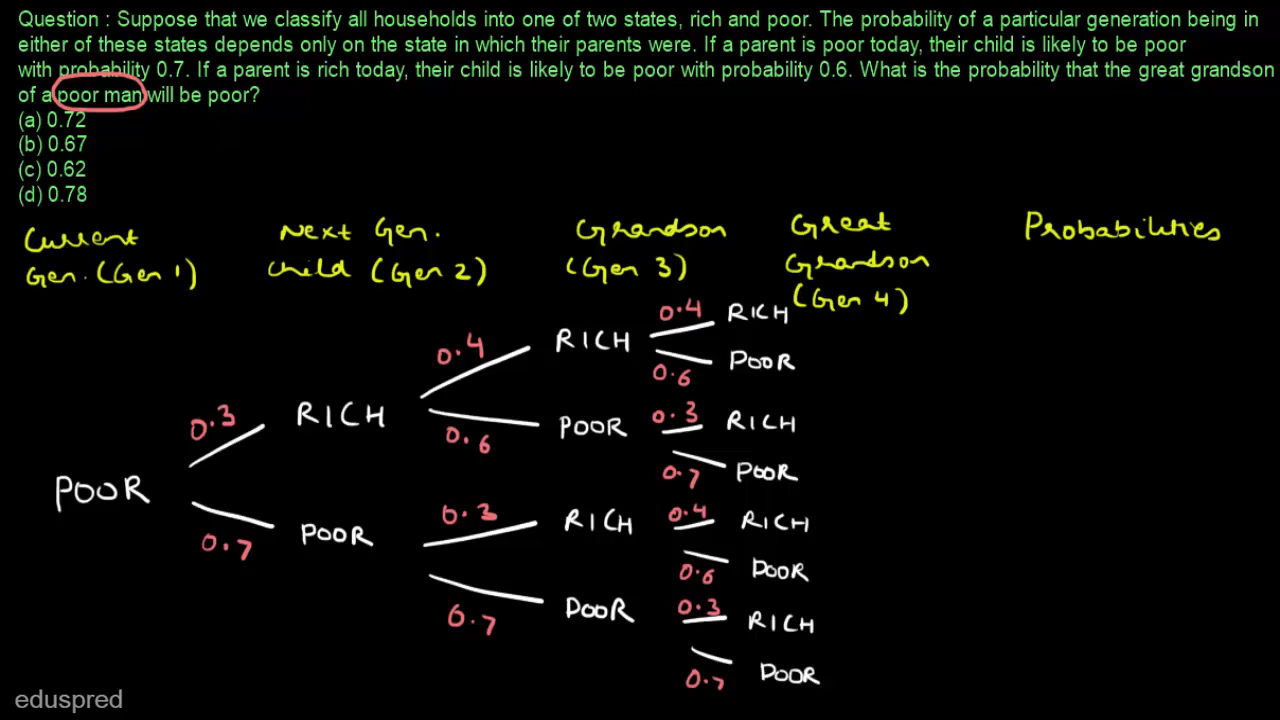 Question : Suppose that we classify all households into one of two states, rich and poor. The probability of a particular generation being in
either of these states depends only on the state in which their parents were. If a parent is poor today, their child is likely to be poor
with probability 0.7. If a parent is rich today, their child is likely to be poor with probability 0.6. What is the probability that the great grandson
of a poor man will be poor?
(a) 0.72
(b) 0.67
(c) 0.62
(d) 0.78
Current
Gen. (Gen 1)
Next Gen.
Child (Gen 2)
Grandson
(Gen 3)
Great
Grandson
(Gen 4)
Probabilities
POOR
0.3
RICH
0.7
POOR
0.4
RICH
0.6
POOR
0.3
RICH
0.7
POOR
0.4
RICH
0.6
POOR
0.3
RICH
0.7
POOR
0.4
RICH
0.6
POOR
0.3
RICH
0.7
POOR
eduspred